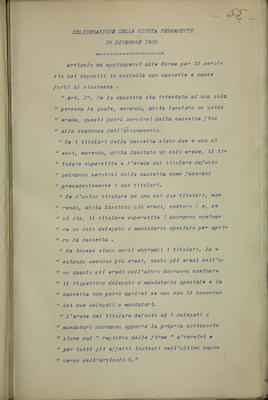 - 55 -
DELIBERAZIONE DELLA GIUNTA PERMANENTE
18 DICEMBRE 1906
Articolo da aggiungersi alle Norme per il servi-
zio dei depositi in custodia con cassette e casse
forti di sicurezza.
" Art. 17. Se la cassetta sia intestata ad una sola
persona la quale, morendo, abbia lasciato un unico
erede, questi potrà servirsi della cassetta fino
alla scadenza dell'abbonamento.
" Se i titolari della cassetta siano due e uno di
essi, morendo, abbia lasciato un solo erede, il ti-
tolare superstite e l'erede del titolare defunto
potranno servirsi della cassetta come facevano
precedentemente i due titolari.
" Se l'unico titolare od uno dei due titolari, mo-
rendo, abbia lasciato più eredi, costoro ( e, se
vi sia, il titolare superstite ) dovranno nomina-
re un solo delegato o mandatario speciale per apri-
re la cassetta.
" Se invece siano morti entrambi i titolari, la-
sciando amendue più eredi, tanto gli eredi dell'u-
no quanto gli eredi dell'altro dovranno nominare
il rispettivo delegato o mandatario speciale e la
cassetta non potrà aprirsi se non con il concorso
dei due delegati o mandatari.
" L'erede del titolare defunto ed i delegati o
mandatari dovranno apporre la propria sottoscri-
zione sul " registro delle firme " a'termini e
per tutti gli effetti indicati nell'ultimo capo-
verso dell'articolo 6."